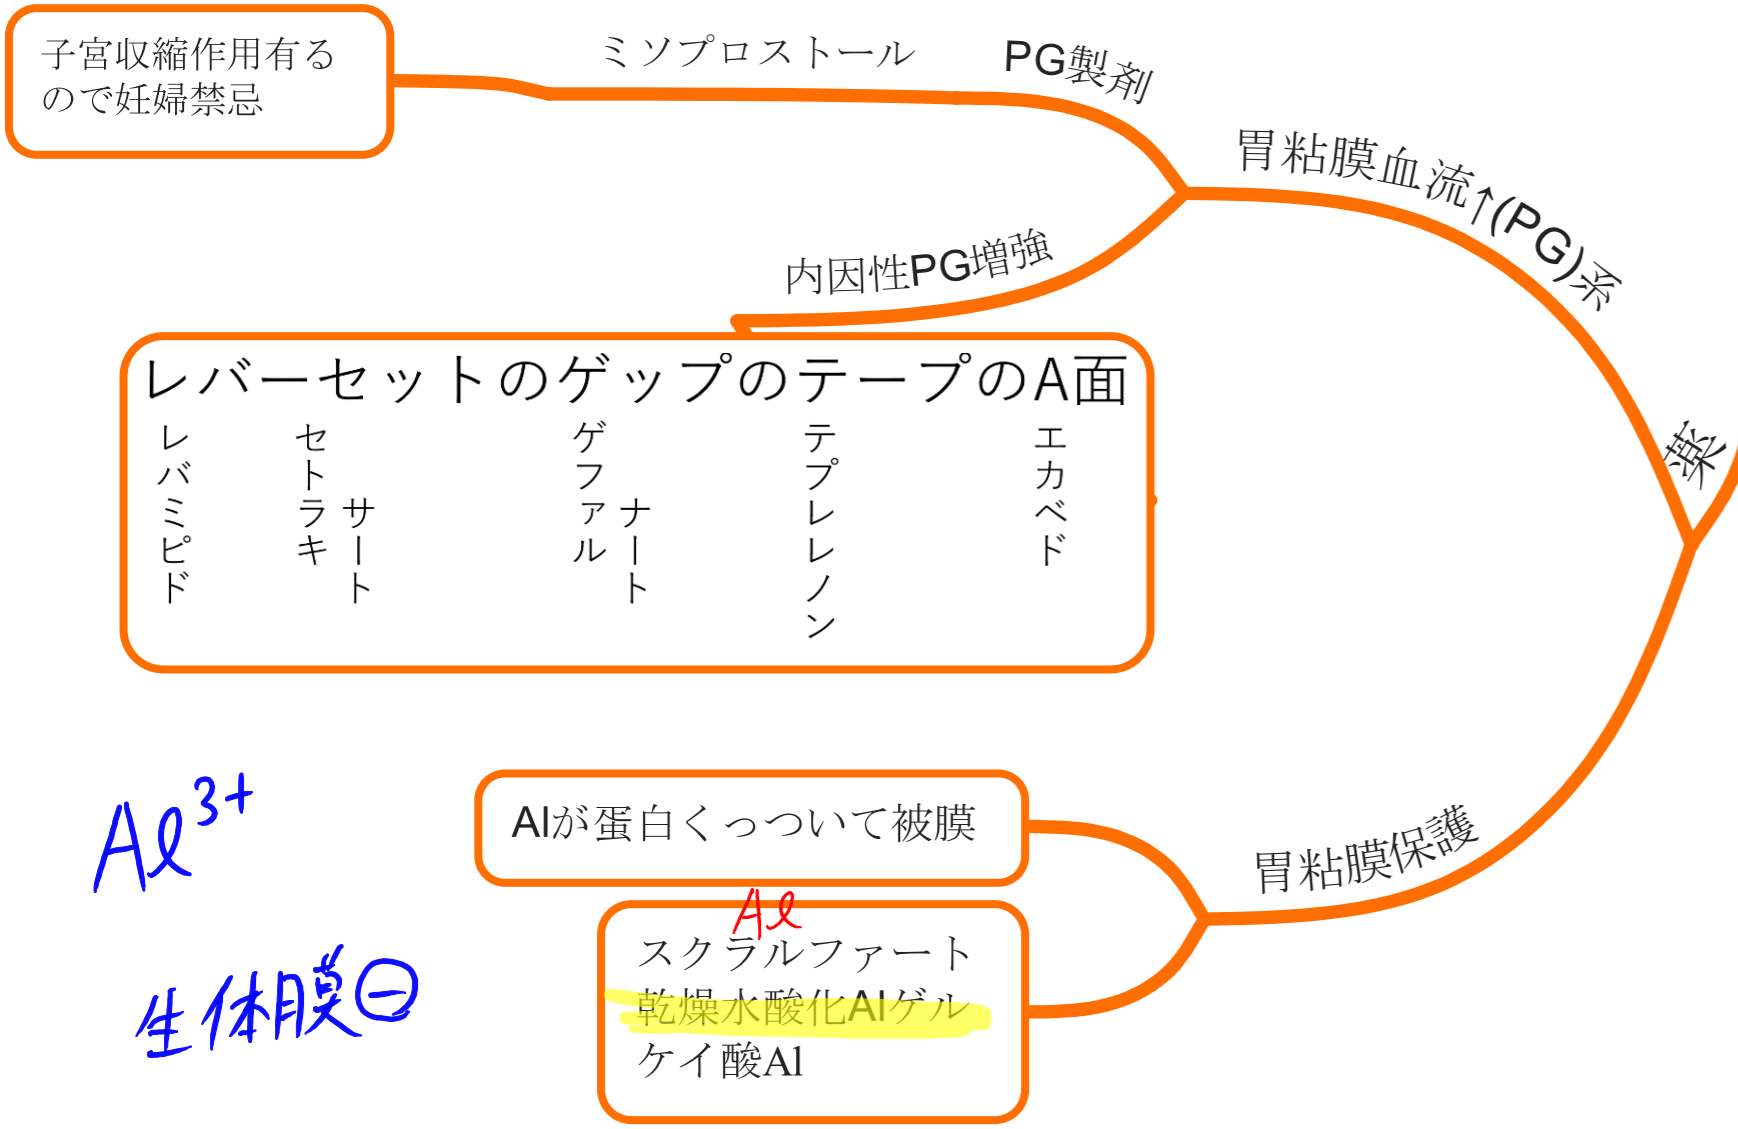 子宮収縮作用有る
ので妊婦禁忌
ミソプロストール
PG製剤
胃粘膜血流↑(PG)系
内因性PG増強
レバーセットのゲップのテープのA面
レバミピド
セトラキ
サート
ゲファル
ナート
テプレレノン
エカベド
薬
Al³⁺
生体膜⊖
Alが蛋白くっついて被膜
胃粘膜保護
Al
スクラルファート
乾燥水酸化Alゲル
ケイ酸Al